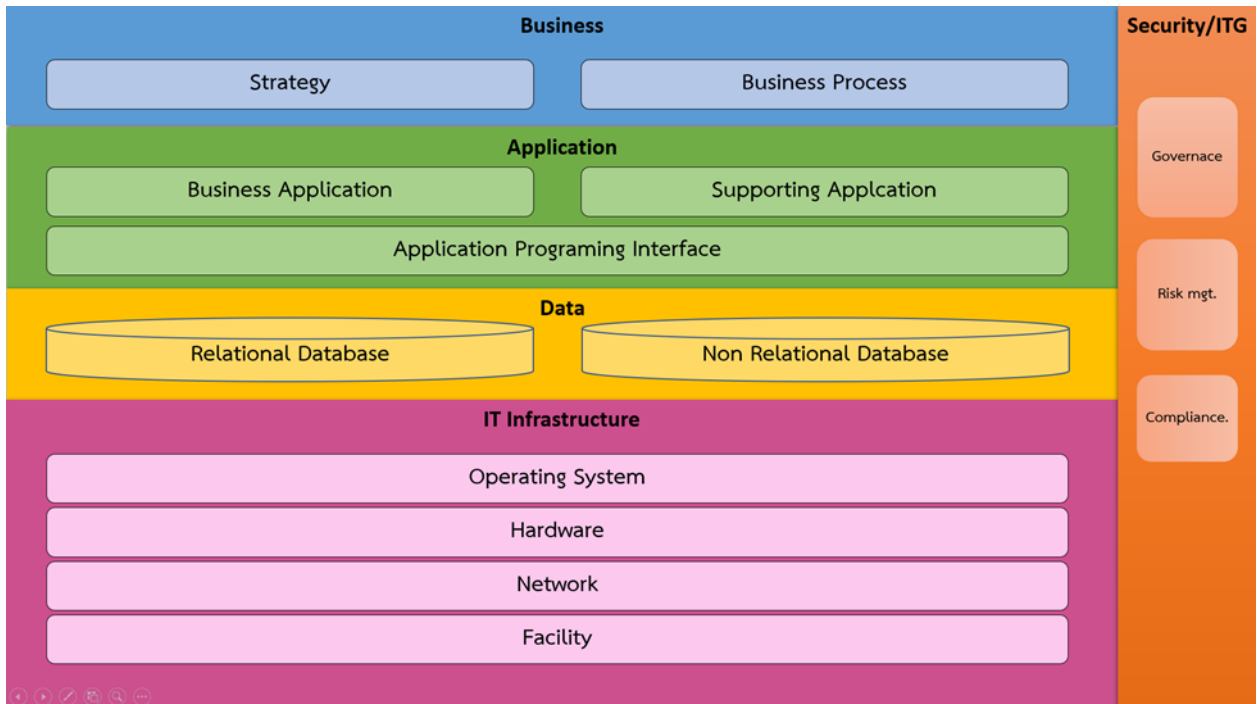 Business
Strategy
Business Process
Application
Business Application
Supporting Applcation
Application Programing Interface
Data
Relational Database
Non Relational Database
IT Infrastructure
Operating System
Hardware
Network
Facility
Security/ITG
Governace
Risk mgt.
Compliance.